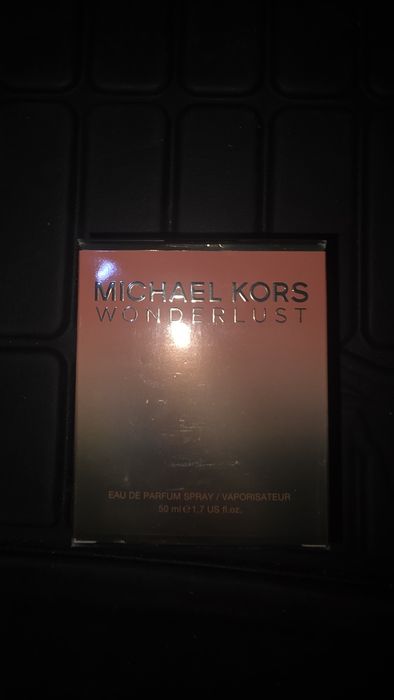 MICHAEL KORS
WONDERLUST
EAU DE PARFUM SPRAY / VAPORISATEUR
50 ml ℮ 1.7 US fl.oz.